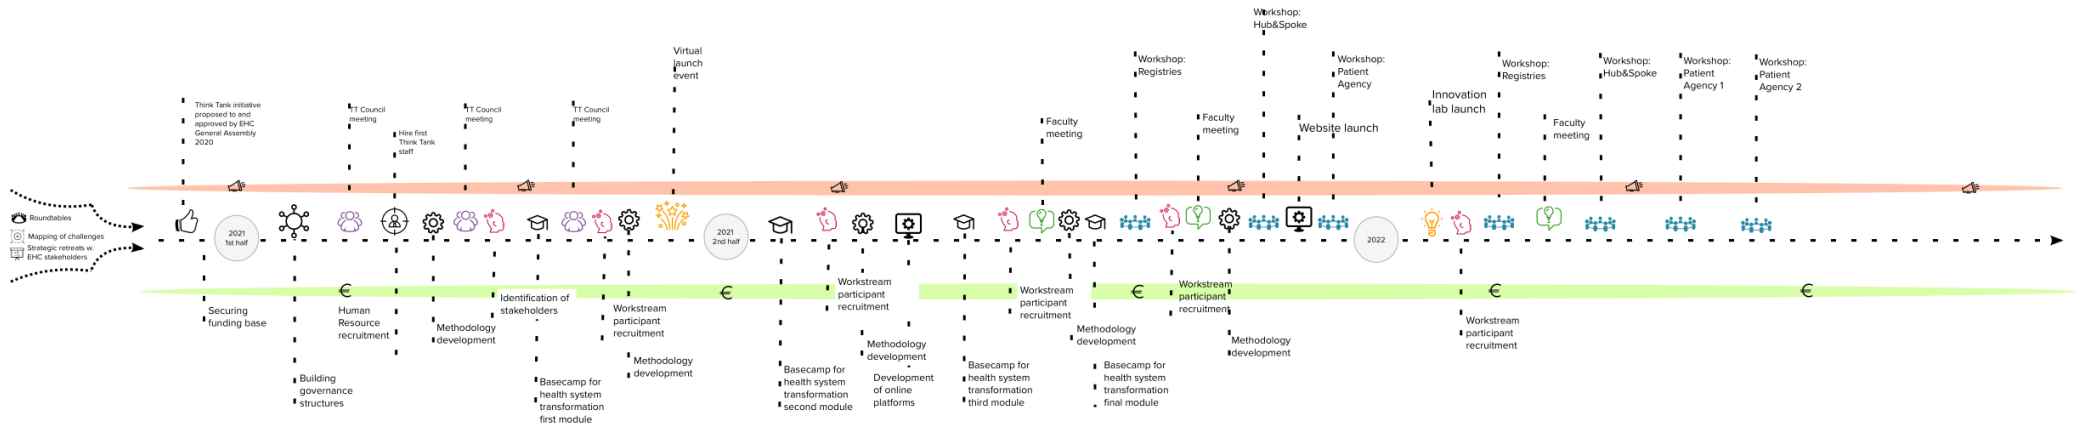 Roundtables
Mapping of challenges
Strategic retreats w.
EHC stakeholders
Think Tank initiative
proposed to and
approved by EHC
General Assembly
2020
2021
1st half
Securing
funding base
Building
governance
structures
TT Council
meeting
Human
Resource
recruitment
Hire first
Think Tank
staff
Methodology
development
TT Council
meeting
Identification of
stakeholders
Basecamp for
health system
transformation
first module
TT Council
meeting
Workstream
participant
recruitment
Methodology
development
Virtual
launch
event
2021
2nd half
Basecamp for
health system
transformation
second module
Workstream
participant
recruitment
Methodology
development
Development
of online
platforms
Basecamp for
health system
transformation
third module
Workstream
participant
recruitment
Faculty
meeting
Methodology
development
Basecamp for
health system
transformation
final module
Workshop:
Registries
Workstream
participant
recruitment
Faculty
meeting
Methodology
development
Workshop:
Hub&Spoke
Website launch
Workshop:
Patient
Agency
2022
Innovation
lab launch
Workstream
participant
recruitment
Workshop:
Registries
Faculty
meeting
Workshop:
Hub&Spoke
Workshop:
Patient
Agency 1
Workshop:
Patient
Agency 2